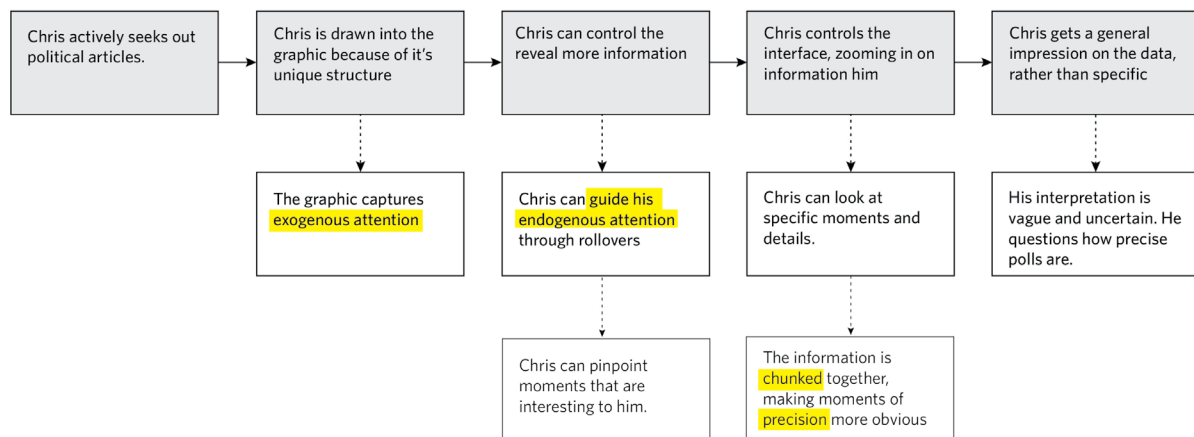 Chris actively seeks out
political articles.
Chris is drawn into the
graphic because of it's
unique structure
Chris can control the
reveal more information
Chris controls the
interface, zooming in on
information him
Chris gets a general
impression on the data,
rather than specific
The graphic captures
exogenous attention
Chris can guide his
endogenous attention
through rollovers
Chris can look at
specific moments and
details.
His interpretation is
vague and uncertain. He
questions how precise
polls are.
Chris can pinpoint
moments that are
interesting to him.
The information is
chunked together,
making moments of
precision more obvious